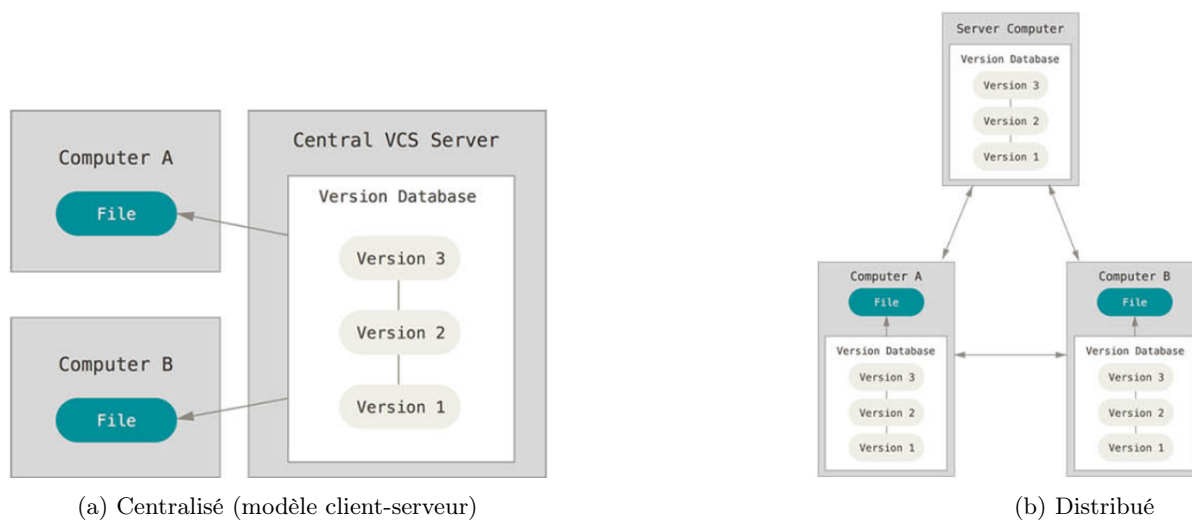 Computer A
File
Computer B
File
Central VCS Server
Version Database
Version 3
Version 2
Version 1
(a) Centralisé (modèle client-serveur)
Server Computer
Version Database
Version 3
Version 2
Version 1
Computer A
File
Version Database
Version 3
Version 2
Version 1
Computer B
File
Version Database
Version 3
Version 2
Version 1
(b) Distribué